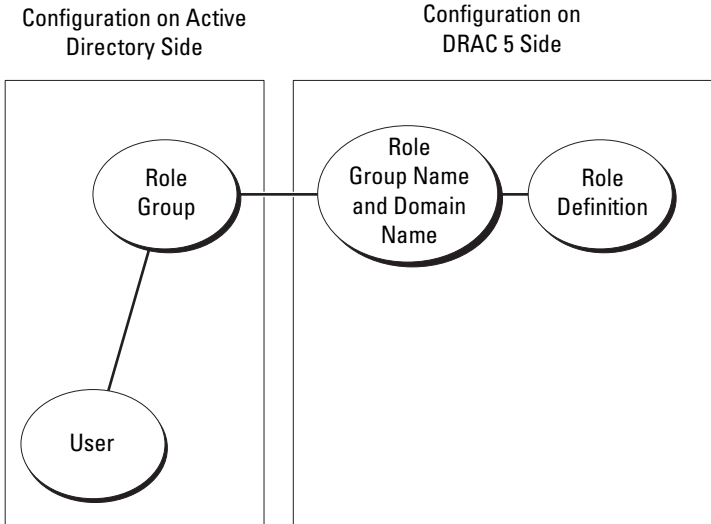 Configuration on Active
Directory Side
Configuration on
DRAC 5 Side
Role
Group
Role
Group Name
and Domain
Name
Role
Definition
User